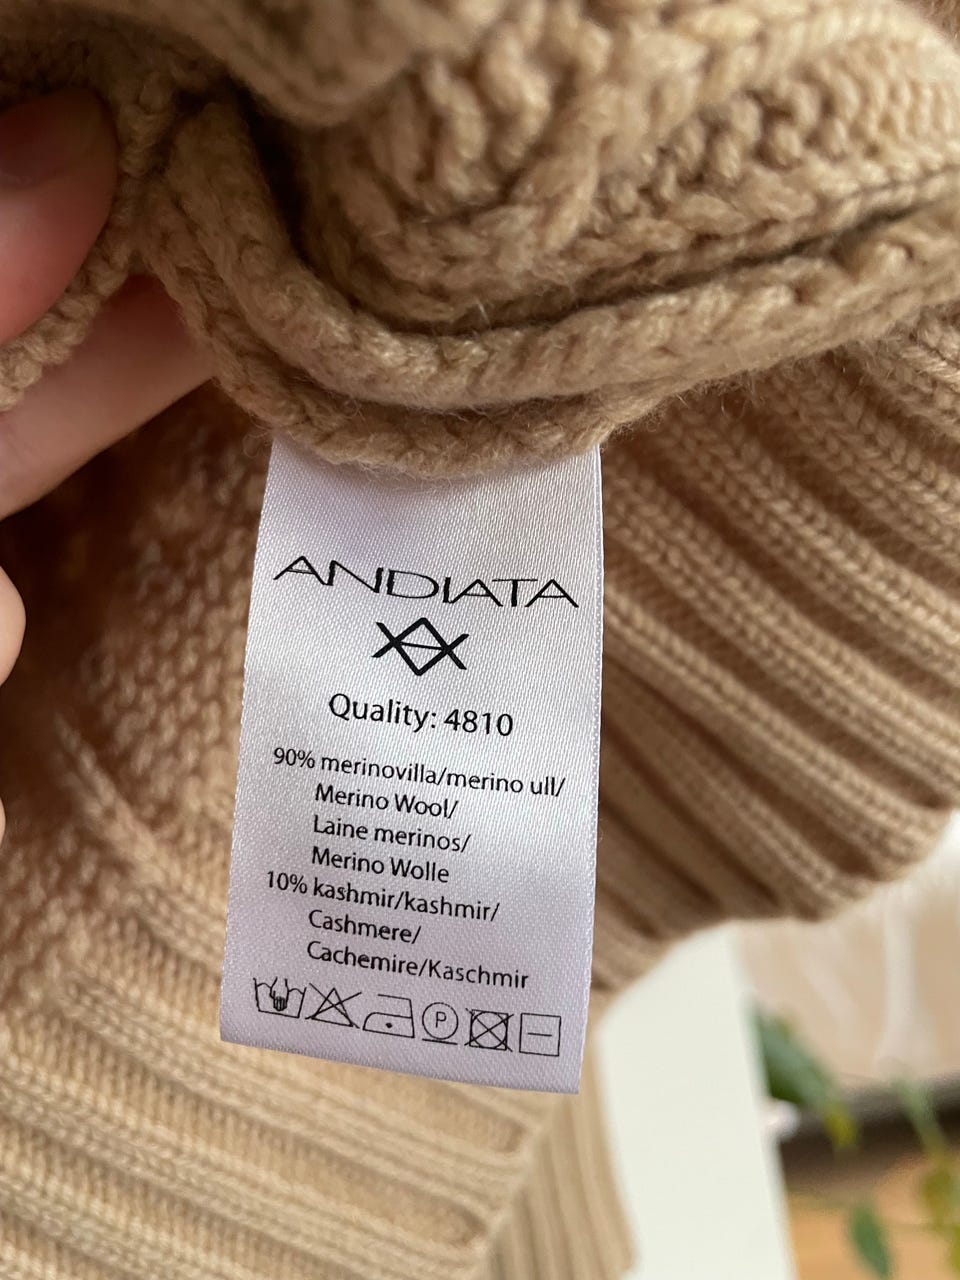 ANDIATA
Quality: 4810
90% merinovilla/merino ull/
Merino Wool/
Laine merinos/
Merino Wolle
10% kashmir/kashmir/
Cashmere/
Cachemire/Kaschmir
P